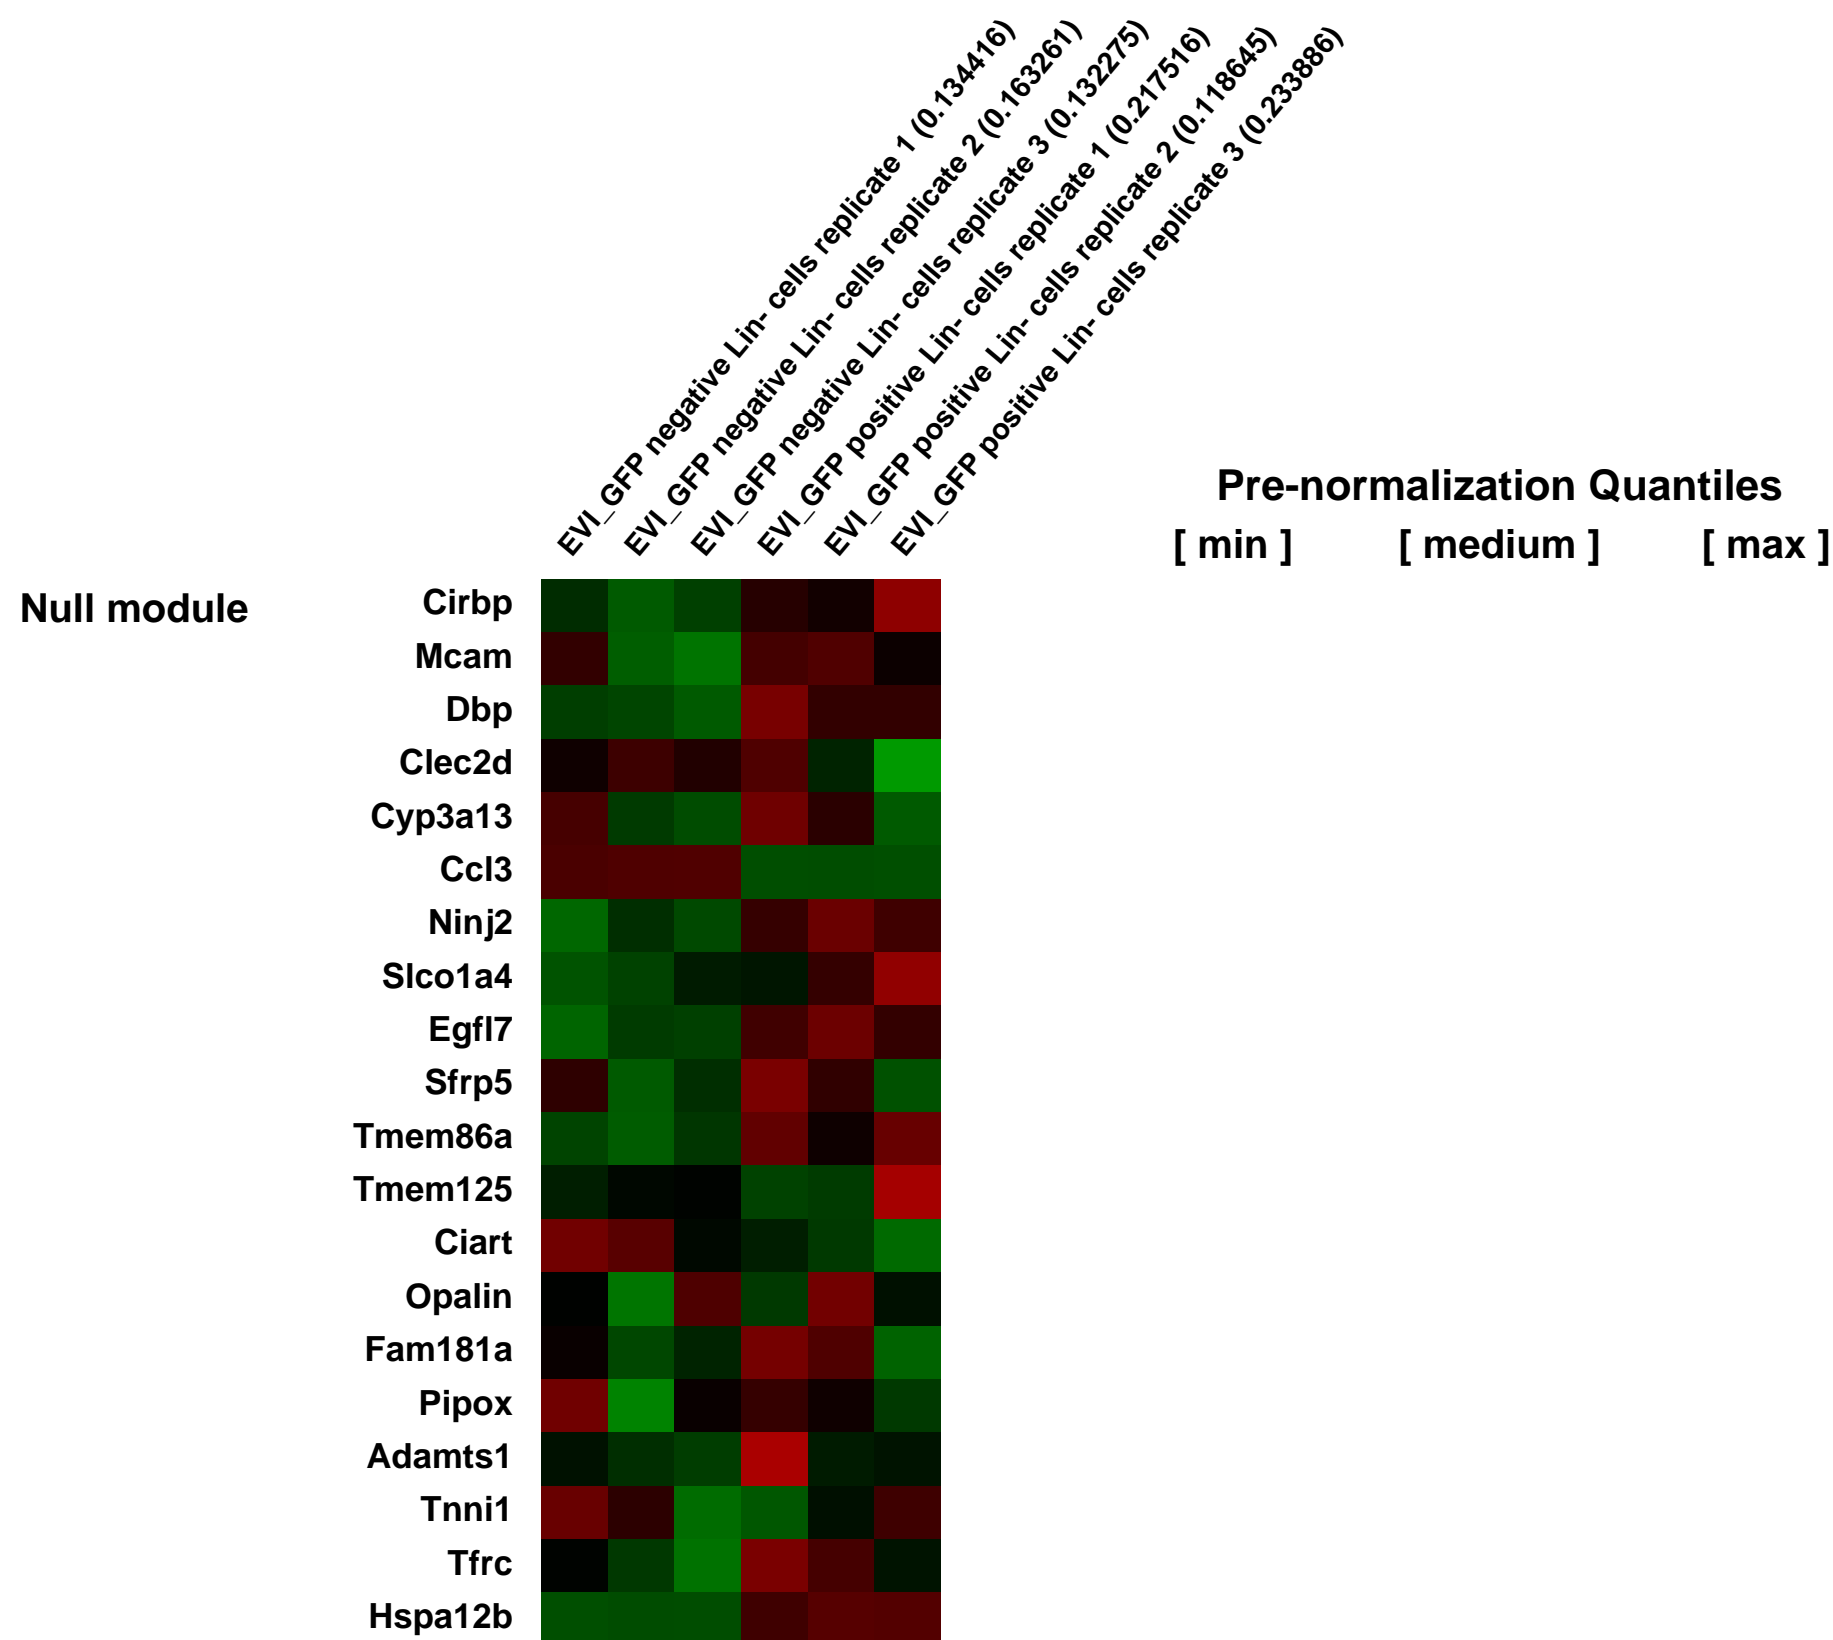 EVI_GFP negative Lin- cells replicate 1 (0.134416)
EVI_GFP negative Lin- cells replicate 2 (0.163261)
EVI_GFP negative Lin- cells replicate 3 (0.132275)
EVI_GFP positive Lin- cells replicate 1 (0.217516)
EVI_GFP positive Lin- cells replicate 2 (0.118645)
EVI_GFP positive Lin- cells replicate 3 (0.233886)
Pre-normalization Quantiles
[ min ] [ medium ] [ max ]
Null module
Cirbp
Mcam
Dbp
Clec2d
Cyp3a13
Ccl3
Ninj2
Slco1a4
Egfl7
Sfrp5
Tmem86a
Tmem125
Ciart
Opalin
Fam181a
Pipox
Adamts1
Tnni1
Tfrc
Hspa12b